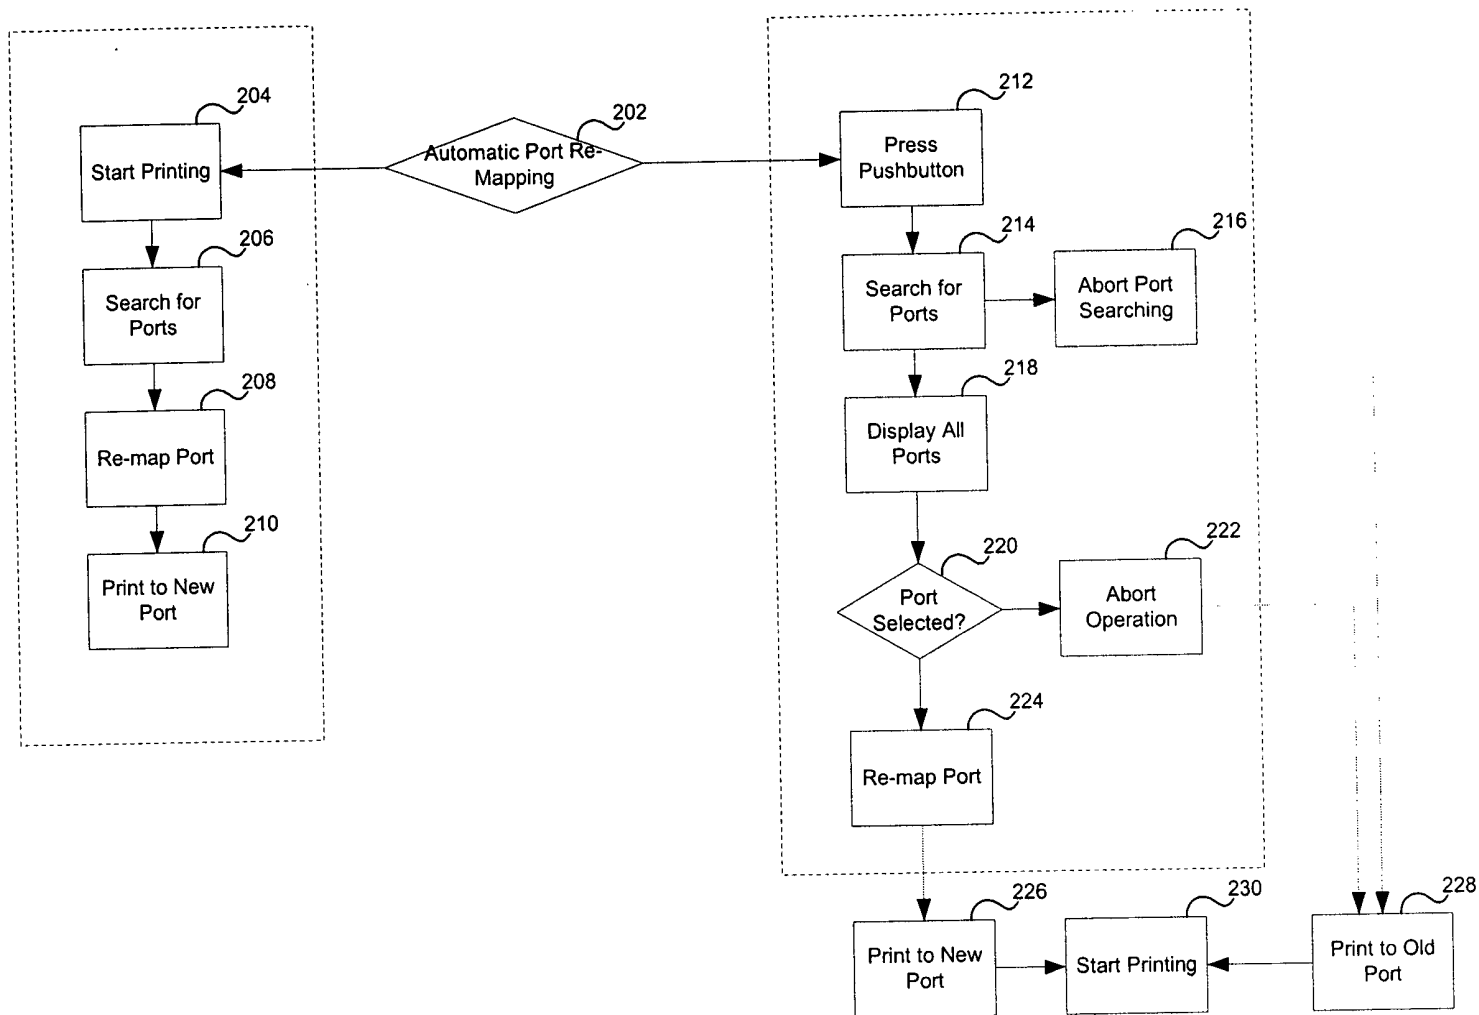 204
Start Printing
206
Search for
Ports
208
Re-map Port
210
Print to New
Port
202
Automatic Port Re-
Mapping
212
Press
Pushbutton
214
Search for
Ports
216
Abort Port
Searching
218
Display All
Ports
220
Port
Selected?
222
Abort
Operation
224
Re-map Port
226
Print to New
Port
230
Start Printing
228
Print to Old
Port